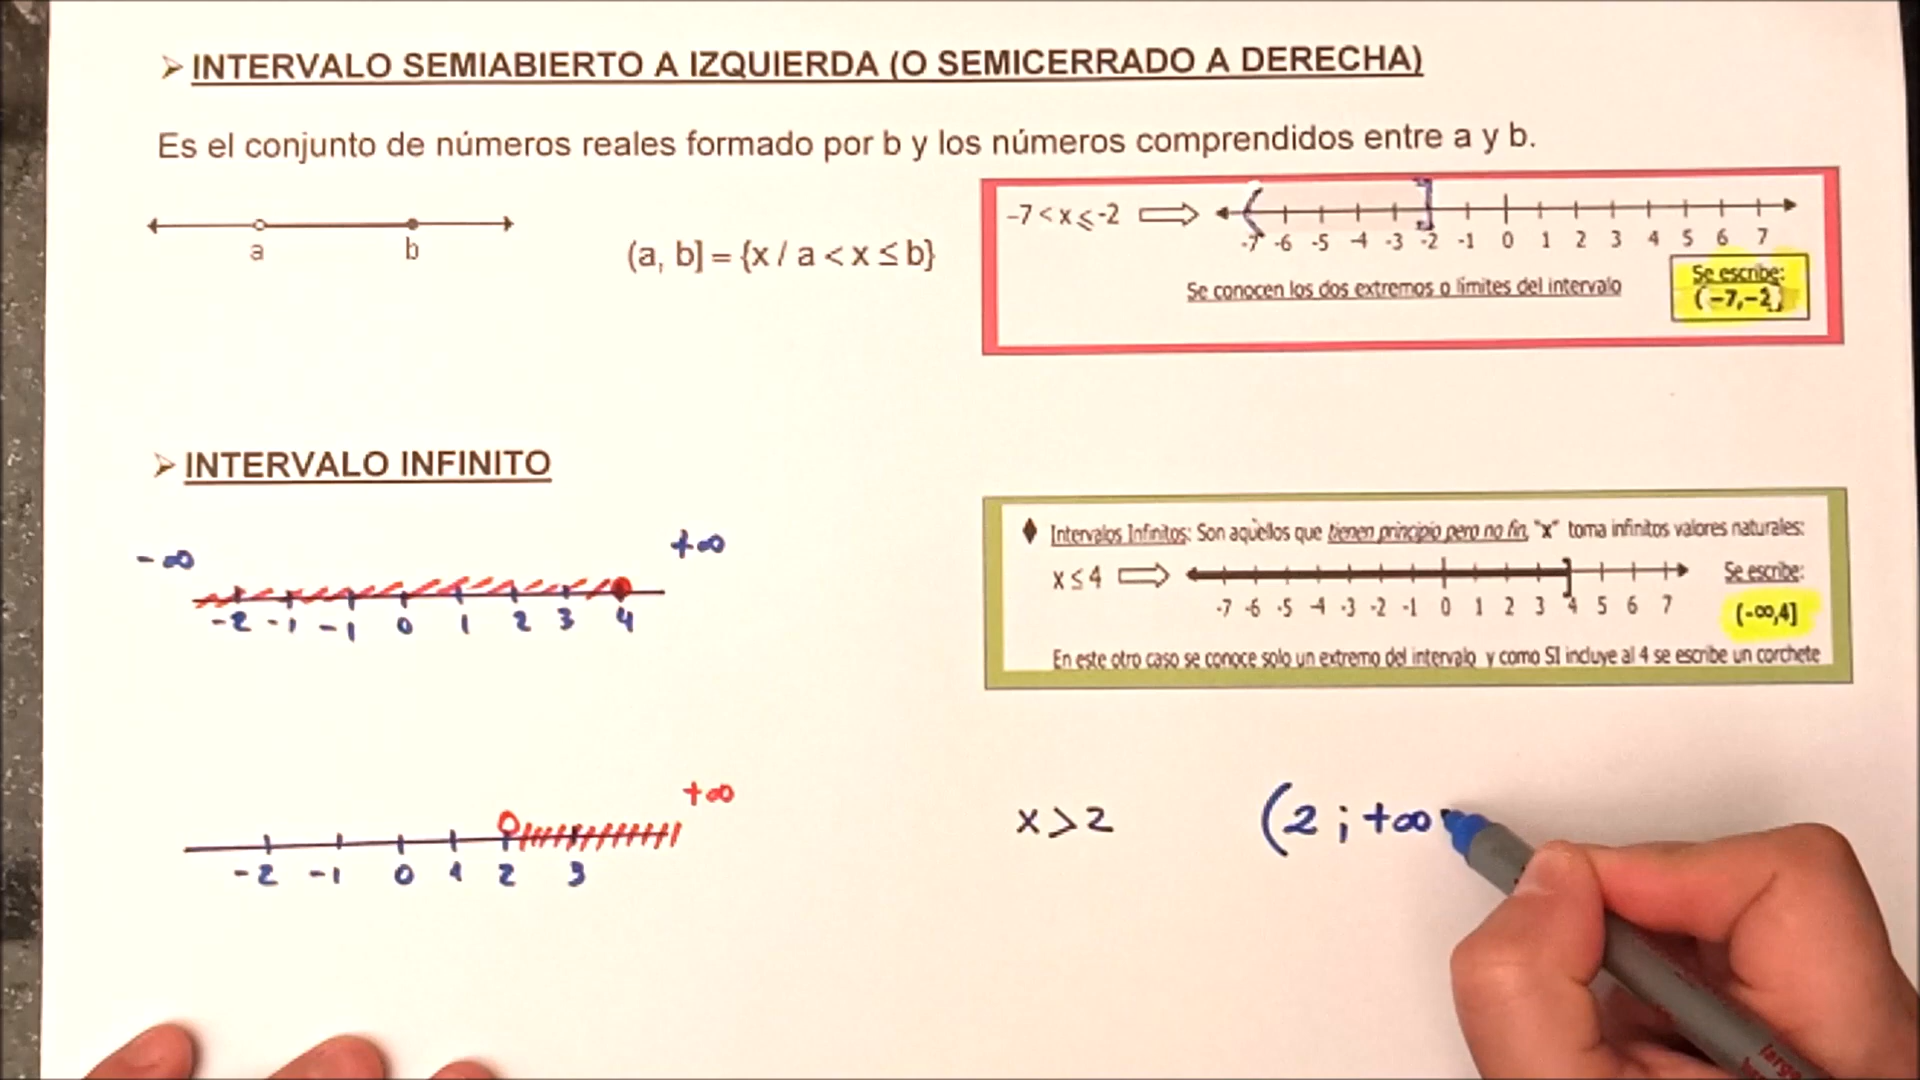 INTERVALO SEMIABIERTO A IZQUIERDA (O SEMICERRADO A DERECHA)
Es el conjunto de números reales formado por b y los números comprendidos entre a y b.
a b
(a, b] = {x / a < x ≤ b}
-7 < x ≤ -2
-7 -6 -5 -4 -3 -2 -1 0 1 2 3 4 5 6 7
Se conocen los dos extremos o límites del intervalo
Se escribe:
(-7,-2]
INTERVALO INFINITO
-∞ +∞
-2 -1 -1 0 1 2 3 4
Intervalos Infinitos: Son aquellos que tienen principio pero no fin, "x" toma infinitos valores naturales:
x ≤ 4
-7 -6 -5 -4 -3 -2 -1 0 1 2 3 4 5 6 7
Se escribe:
(-∞,4]
En este otro caso se conoce solo un extremo del intervalo y como SI incluye al 4 se escribe un corchete
+∞
-2 -1 0 1 2 3
x > 2
(2 ; +∞